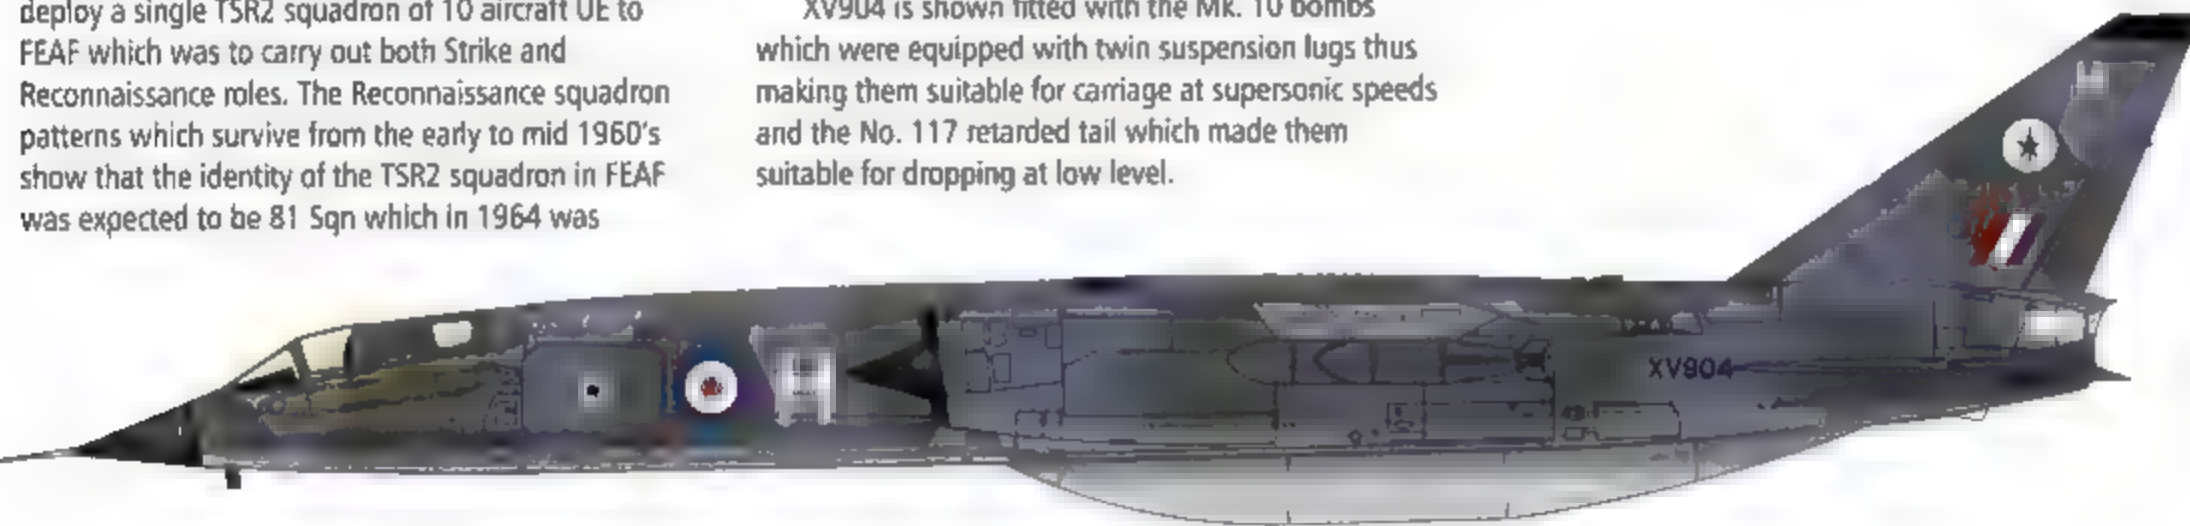 deploy a single TSR2 squadron of 10 aircraft UE to
FEAF which was to carry out both Strike and
Reconnaissance roles. The Reconnaissance squadron
patterns which survive from the early to mid 1960's
show that the identity of the TSR2 squadron in FEAF
was expected to be 81 Sqn which in 1964 was
XV904 is shown fitted with the Mk. 10 bombs
which were equipped with twin suspension lugs thus
making them suitable for carriage at supersonic speeds
and the No. 117 retarded tail which made them
suitable for dropping at low level.
XV904